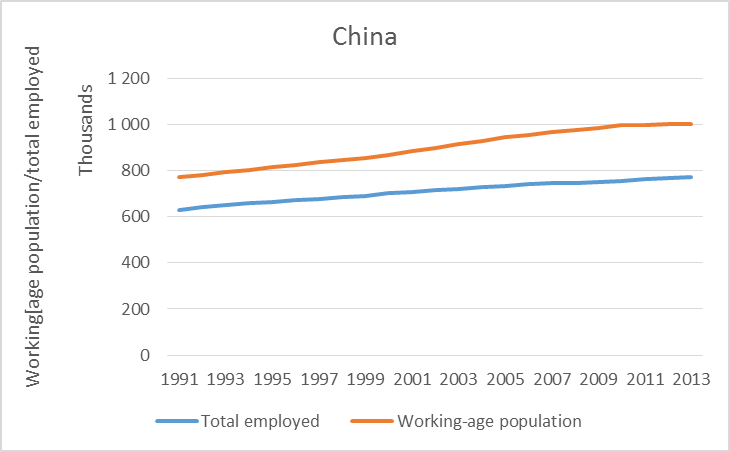 China
Working[age population/total employed
Thousands
1 200
1 000
800
600
400
200
0
1991 1993 1995 1997 1999 2001 2003 2005 2007 2009 2011 2013
Total employed Working-age population